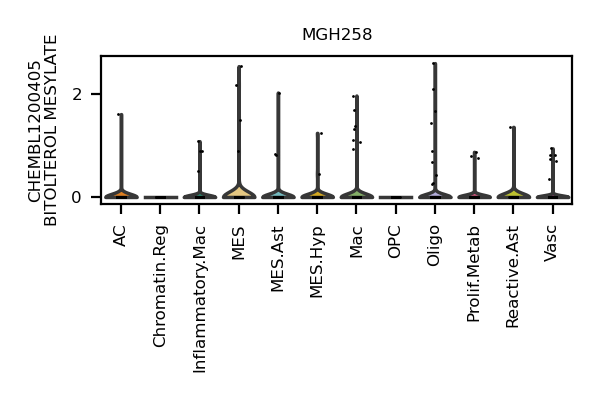 MGH258
CHEMBL1200405
BITOLTEROL MESYLATE
2
0
AC
Chromatin.Reg
Inflammatory.Mac
MES
MES.Ast
MES.Hyp
Mac
OPC
Oligo
Prolif.Metab
Reactive.Ast
Vasc